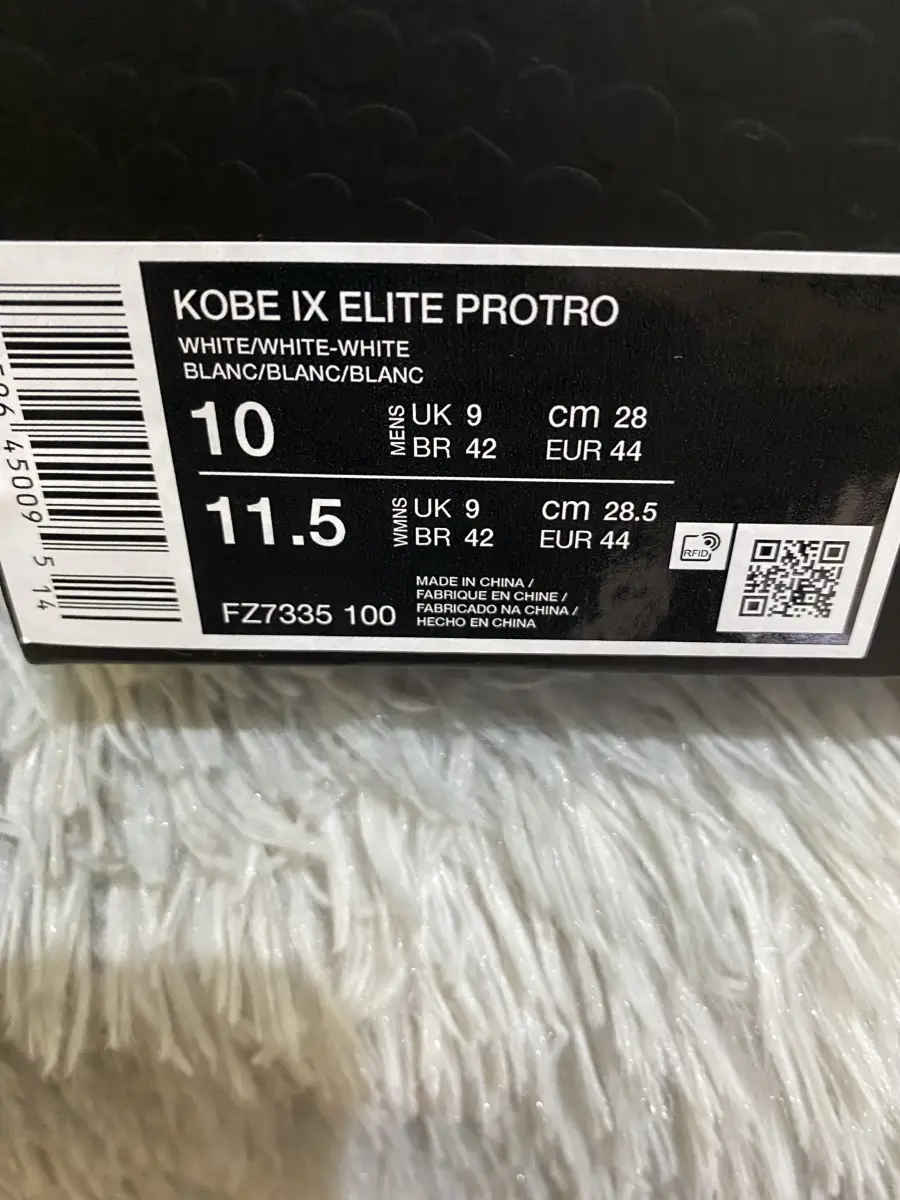 KOBE IX ELITE PROTRO
WHITE/WHITE-WHITE
BLANC/BLANC/BLANC
10
MENS
UK 9
BR 42
cm 28
EUR 44
11.5
WMNS
UK 9
BR 42
cm 28.5
EUR 44
RFID
FZ7335 100
MADE IN CHINA /
FABRIQUE EN CHINE /
FABRICADO NA CHINA /
HECHO EN CHINA
45009 5 14